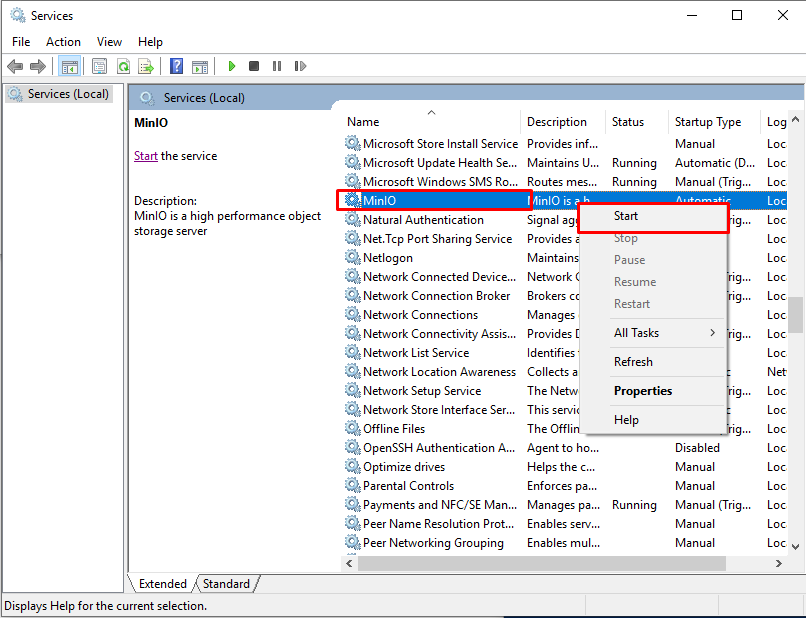 Services
File Action View Help
Services (Local)
Services (Local)
MinIO
Start the service
Description:
MinIO is a high performance object
storage server
Name Description Status Startup Type Log
Microsoft Store Install Service Provides inf... Manual Loc
Microsoft Update Health Se... Maintains U... Running Automatic (D... Loc
Microsoft Windows SMS Ro... Routes mes... Running Manual (Trig... Loc
MinIO MinIO is a h Automatic Loc
Natural Authentication Signal ag rig... Loc
Net.Tcp Port Sharing Service Provides a Loc
Netlogon Maintains Loc
Network Connected Device... Network C rig... Loc
Network Connection Broker Brokers co rig... Loc
Network Connections Manages Loc
Network Connectivity Assis... Provides D rig... Loc
Network List Service Identifies Loc
Network Location Awareness Collects a Net
Network Setup Service The Netw rig... Loc
Network Store Interface Ser... This servic Loc
Offline Files The Offlin rig... Loc
OpenSSH Authentication A... Agent to ho... Disabled Loc
Optimize drives Helps the c... Manual Loc
Parental Controls Enforces pa... Manual Loc
Payments and NFC/SE Man... Manages pa... Running Manual (Trig... Loc
Peer Name Resolution Prot... Enables serv... Manual Loc
Peer Networking Grouping Enables mul... Manual Loc
Start
Stop
Pause
Resume
Restart
All Tasks
Refresh
Properties
Help
Extended Standard
Displays Help for the current selection.